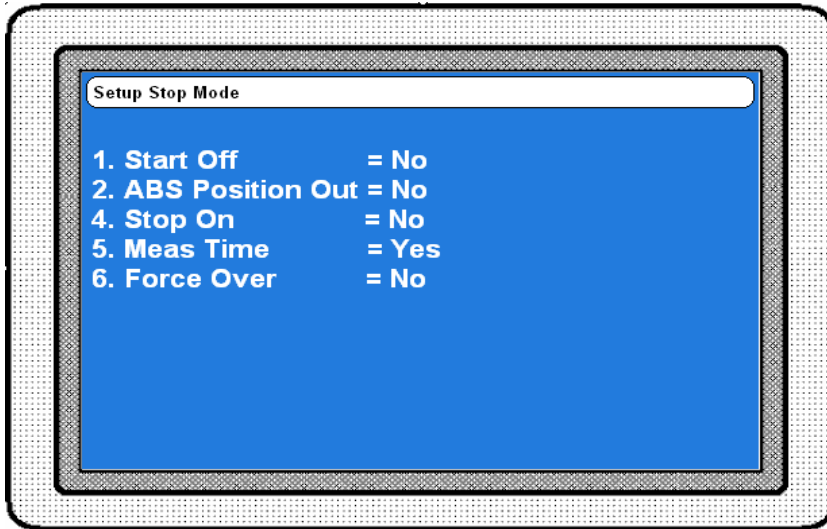 Setup Stop Mode
1. Start Off = No
2. ABS Position Out = No
4. Stop On = No
5. Meas Time = Yes
6. Force Over = No